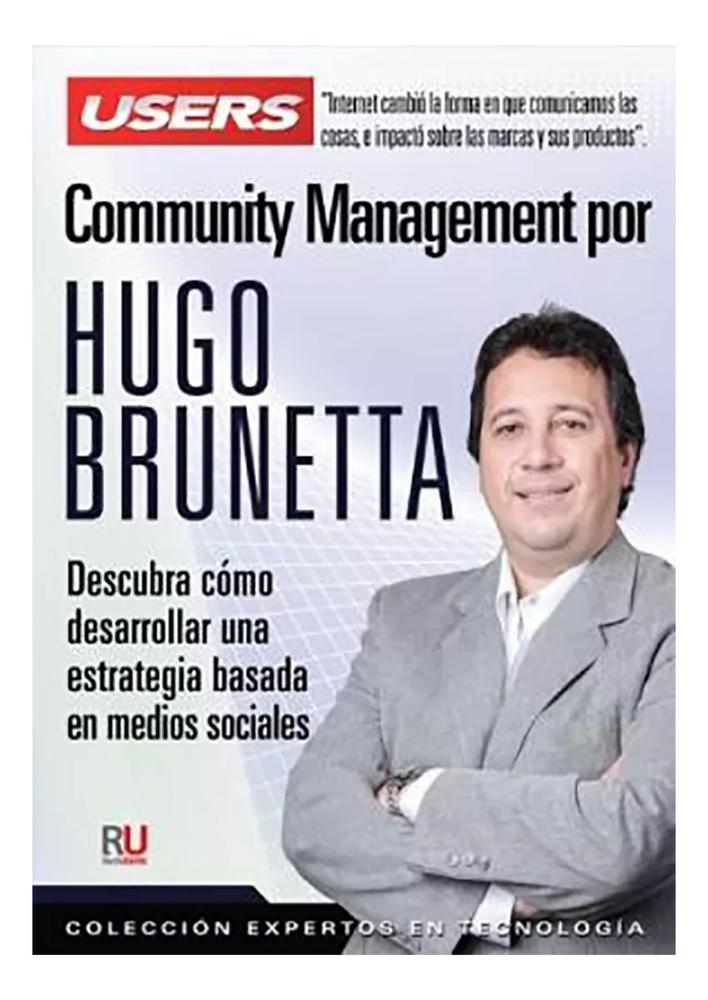 USERS
"Internet cambió la forma en que comunicamos las
cosas, e impactó sobre las marcas y sus productos".
Community Management por
HUGO
BRUNETTA
Descubra cómo
desarrollar una
estrategia basada
en medios sociales
RU
COLECCIÓN EXPERTOS EN TECNOLOGÍA